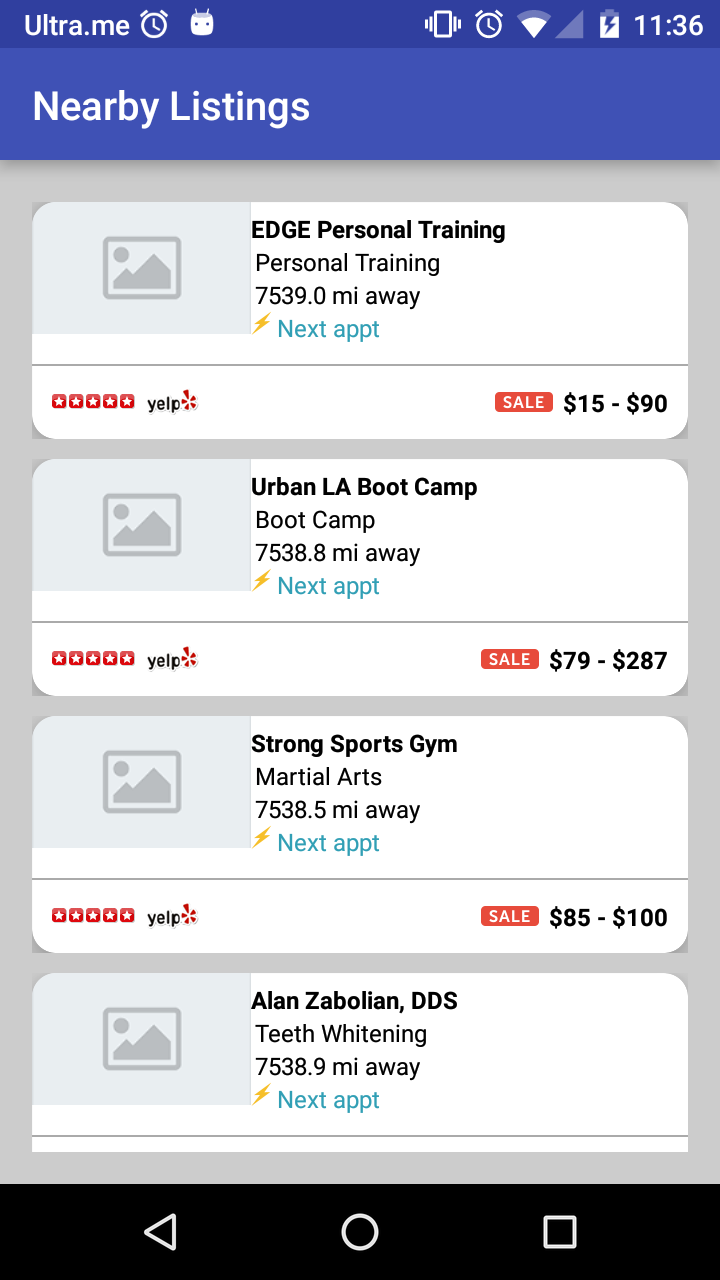 Ultra.me 11:36
Nearby Listings
EDGE Personal Training
Personal Training
7539.0 mi away
Next appt
yelp SALE $15 - $90
Urban LA Boot Camp
Boot Camp
7538.8 mi away
Next appt
yelp SALE $79 - $287
Strong Sports Gym
Martial Arts
7538.5 mi away
Next appt
yelp SALE $85 - $100
Alan Zabolian, DDS
Teeth Whitening
7538.9 mi away
Next appt